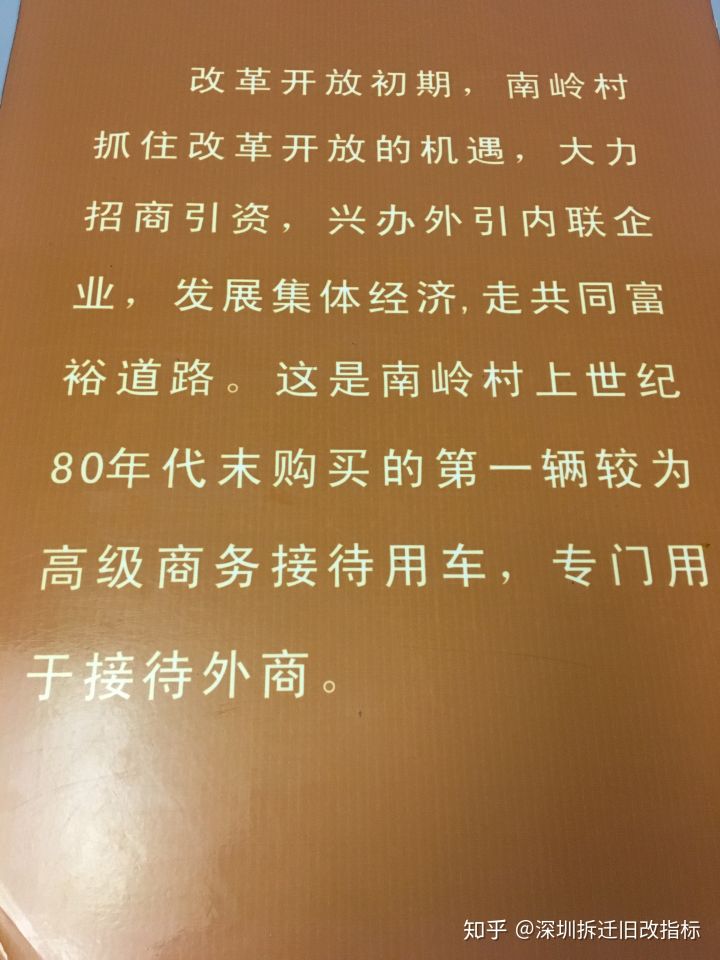 改革开放初期，南岭村
抓住改革开放的机遇，大力
招商引资，兴办外引内联企
业，发展集体经济,走共同富
裕道路。这是南岭村上世纪
80年代末购买的第一辆较为
高级商务接待用车，专门用
于接待外商。
知乎 @深圳拆迁旧改指标